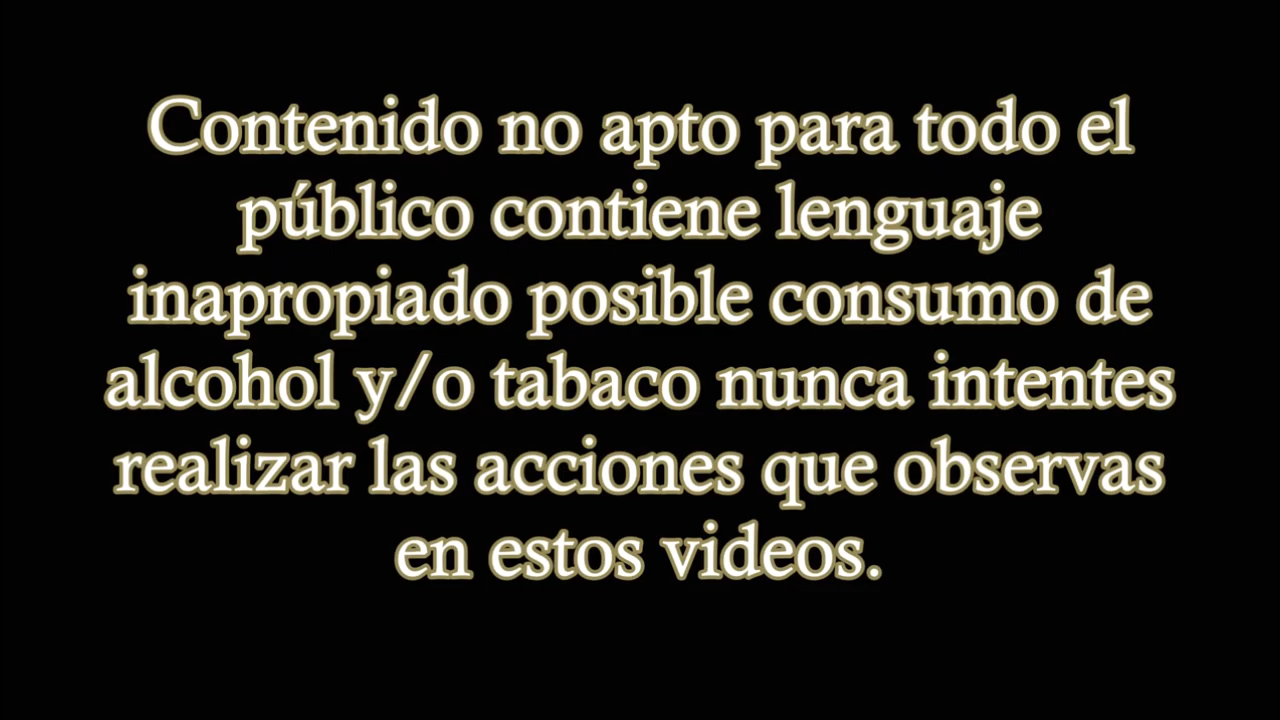 Contenido no apto para todo el
público contiene lenguaje
inapropiado posible consumo de
alcohol y/o tabaco nunca intentes
realizar las acciones que observas
en estos videos.